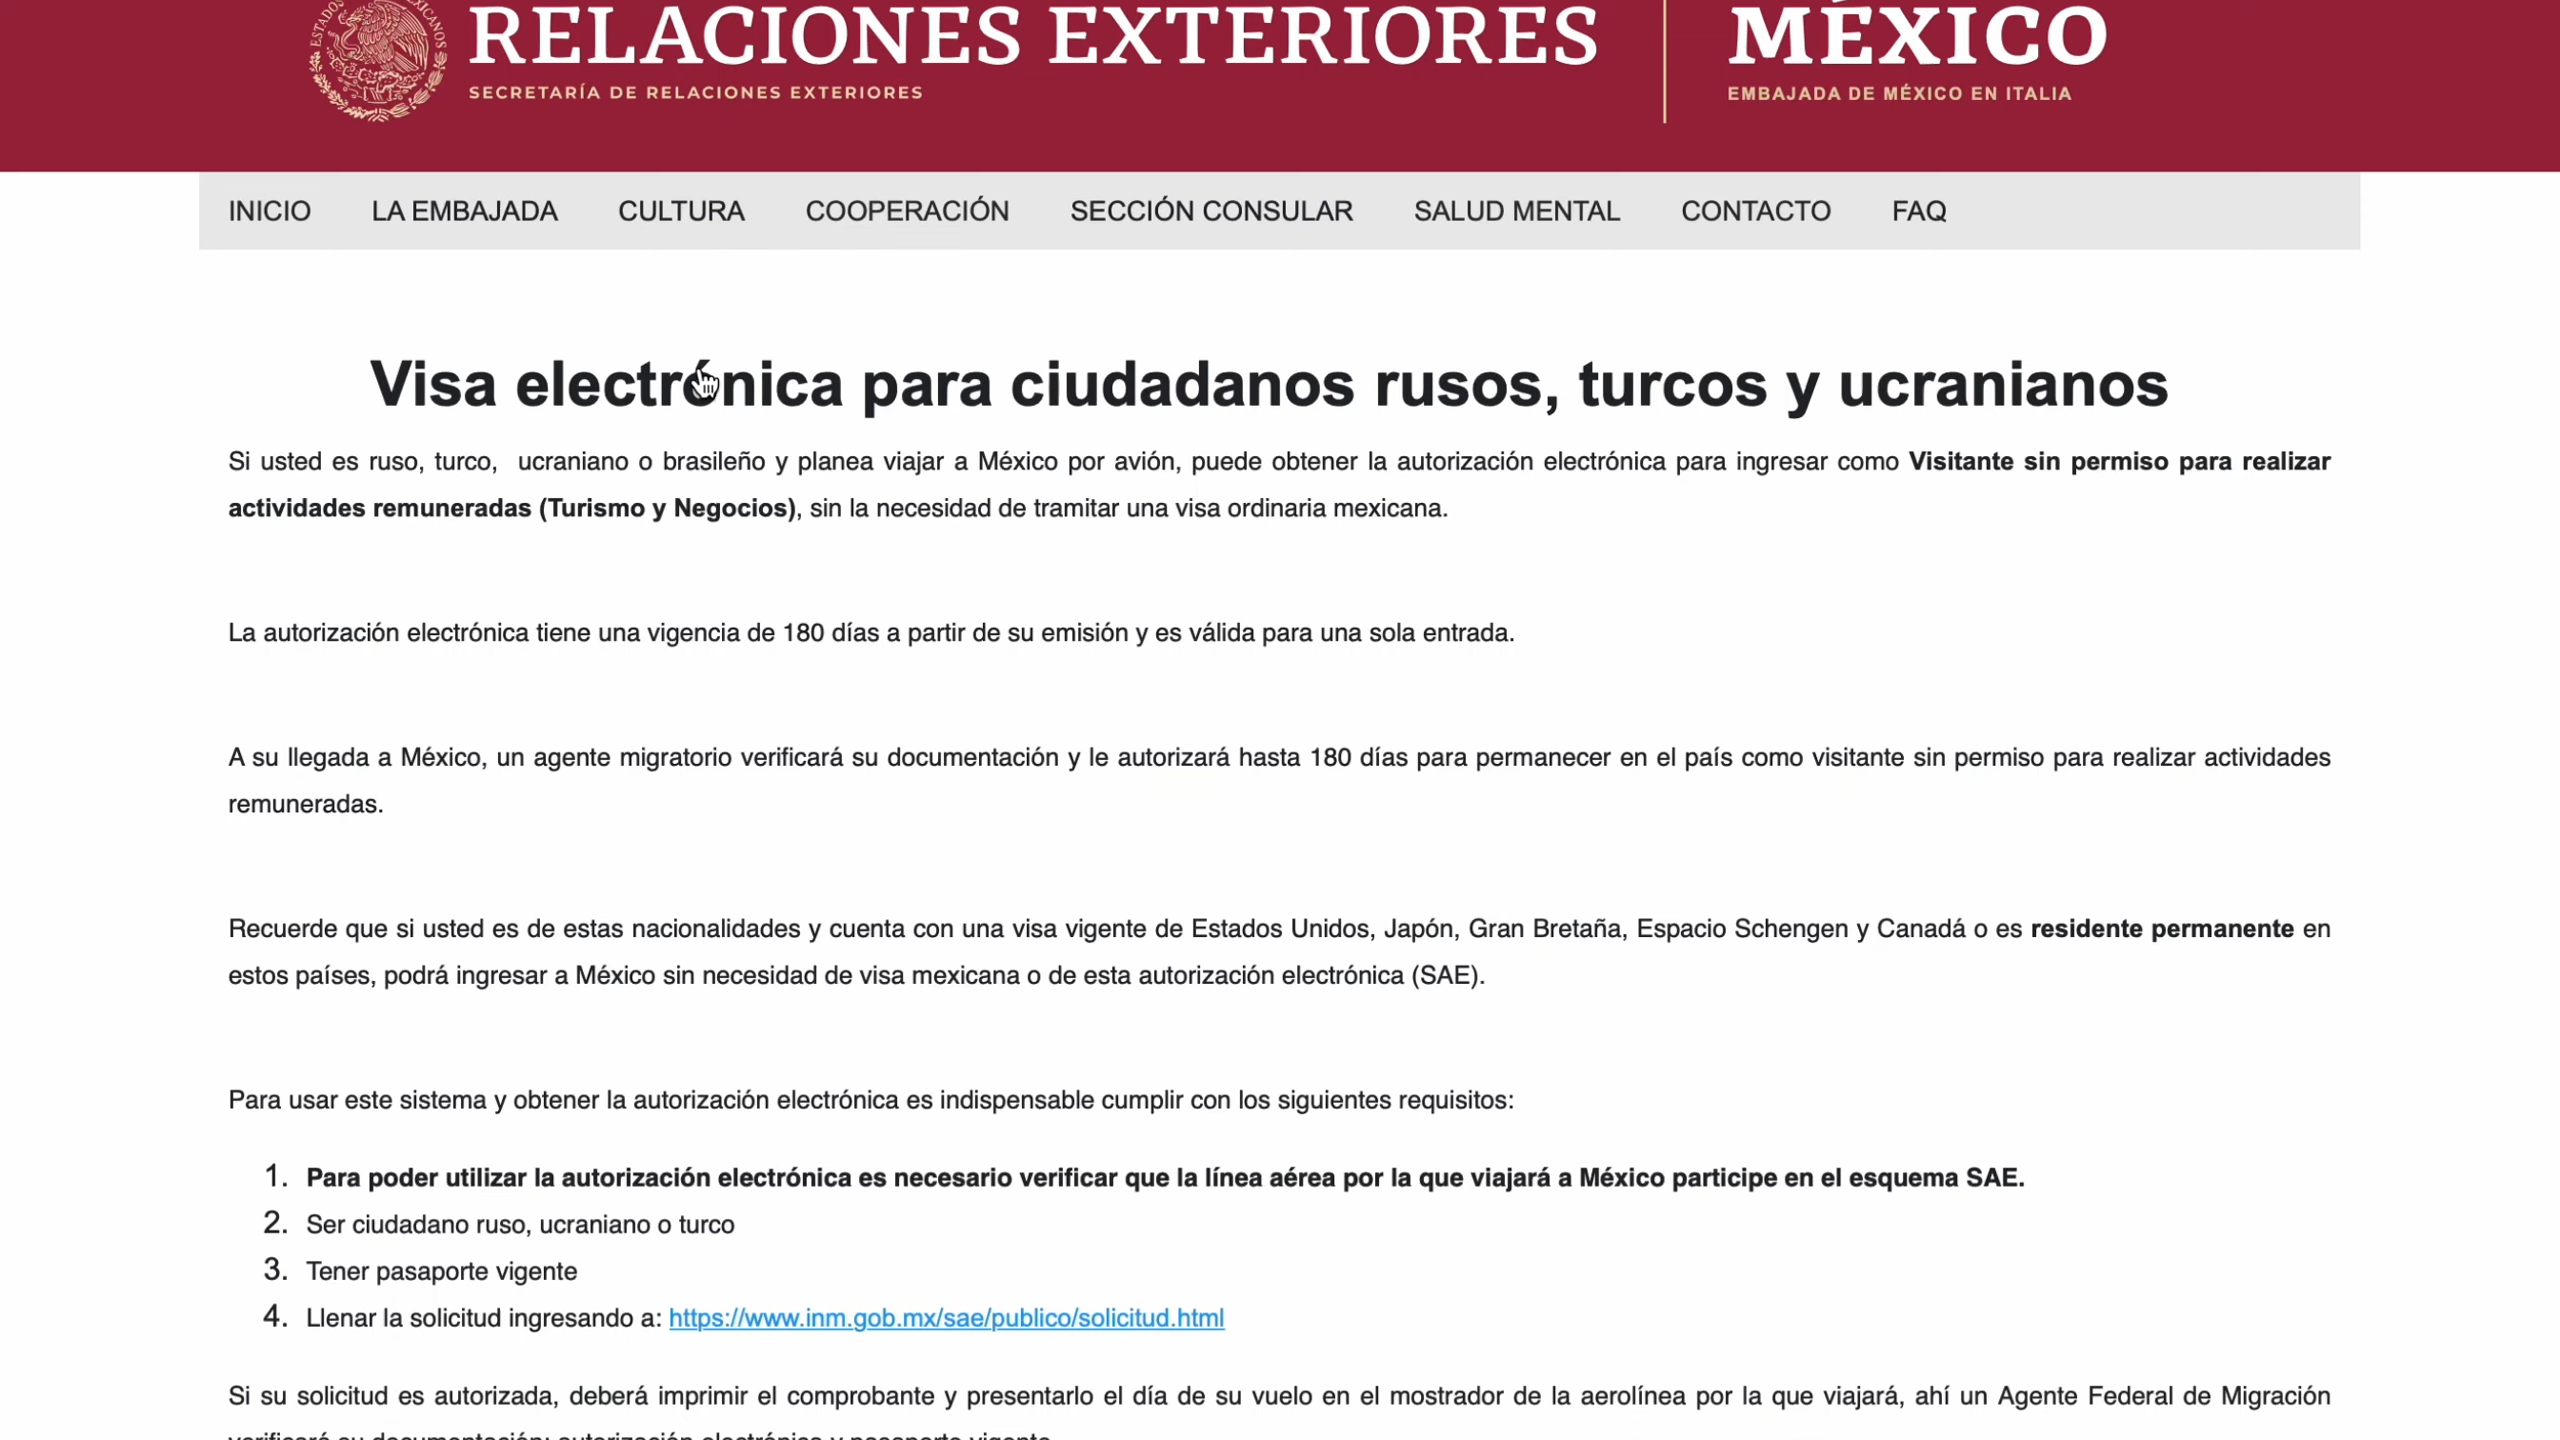 RELACIONES EXTERIORES
SECRETARÍA DE RELACIONES EXTERIORES
MÉXICO
EMBAJADA DE MÉXICO EN ITALIA
INICIO LA EMBAJADA CULTURA COOPERACIÓN SECCIÓN CONSULAR SALUD MENTAL CONTACTO FAQ
Visa electrónica para ciudadanos rusos, turcos y ucranianos
Si usted es ruso, turco, ucraniano o brasileño y planea viajar a México por avión, puede obtener la autorización electrónica para ingresar como Visitante sin permiso para realizar
actividades remuneradas (Turismo y Negocios), sin la necesidad de tramitar una visa ordinaria mexicana.
La autorización electrónica tiene una vigencia de 180 días a partir de su emisión y es válida para una sola entrada.
A su llegada a México, un agente migratorio verificará su documentación y le autorizará hasta 180 días para permanecer en el país como visitante sin permiso para realizar actividades
remuneradas.
Recuerde que si usted es de estas nacionalidades y cuenta con una visa vigente de Estados Unidos, Japón, Gran Bretaña, Espacio Schengen y Canadá o es residente permanente en
estos países, podrá ingresar a México sin necesidad de visa mexicana o de esta autorización electrónica (SAE).
Para usar este sistema y obtener la autorización electrónica es indispensable cumplir con los siguientes requisitos:
1. Para poder utilizar la autorización electrónica es necesario verificar que la línea aérea por la que viajará a México participe en el esquema SAE.
2. Ser ciudadano ruso, ucraniano o turco
3. Tener pasaporte vigente
4. Llenar la solicitud ingresando a: https://www.inm.gob.mx/sae/publico/solicitud.html
Si su solicitud es autorizada, deberá imprimir el comprobante y presentarlo el día de su vuelo en el mostrador de la aerolínea por la que viajará, ahí un Agente Federal de Migración
verificará su documentación: autorización electrónica y pasaporte vigente